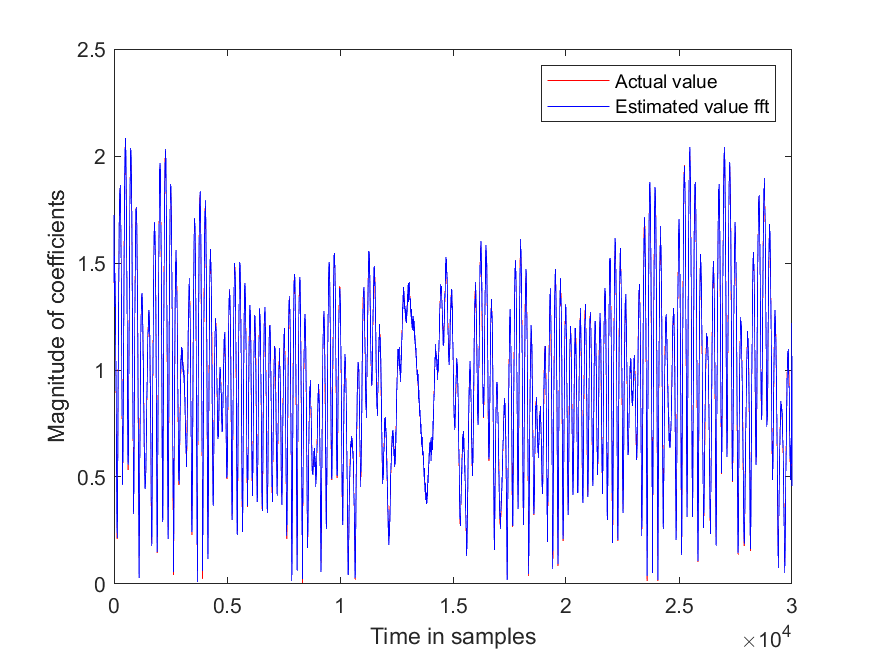 2.5
2
1.5
1
0.5
0
Magnitude of coefficients
Actual value
Estimated value fft
0 0.5 1 1.5 2 2.5 3
Time in samples
×10^4